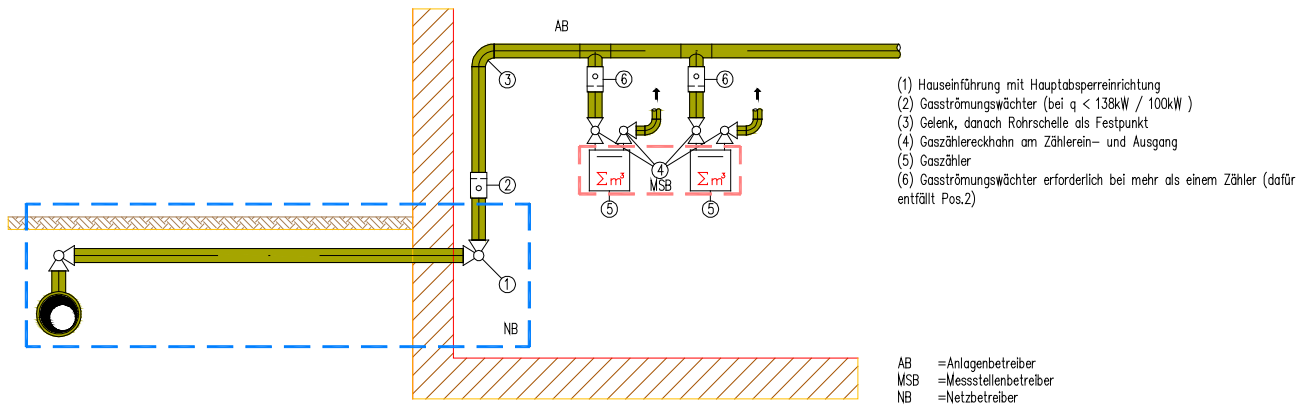 AB
(3)
(6)
(6)
(2)
(4)
MSB
Σm³
Σm³
(5)
(5)
(1)
NB
(1) Hauseinführung mit Hauptabsperreinrichtung
(2) Gasströmungswächter (bei q < 138kW / 100kW )
(3) Gelenk, danach Rohrschelle als Festpunkt
(4) Gaszählereckhahn am Zählerein- und Ausgang
(5) Gaszähler
(6) Gasströmungswächter erforderlich bei mehr als einem Zähler (dafür
entfällt Pos.2)
AB =Anlagenbetreiber
MSB =Messstellenbetreiber
NB =Netzbetreiber